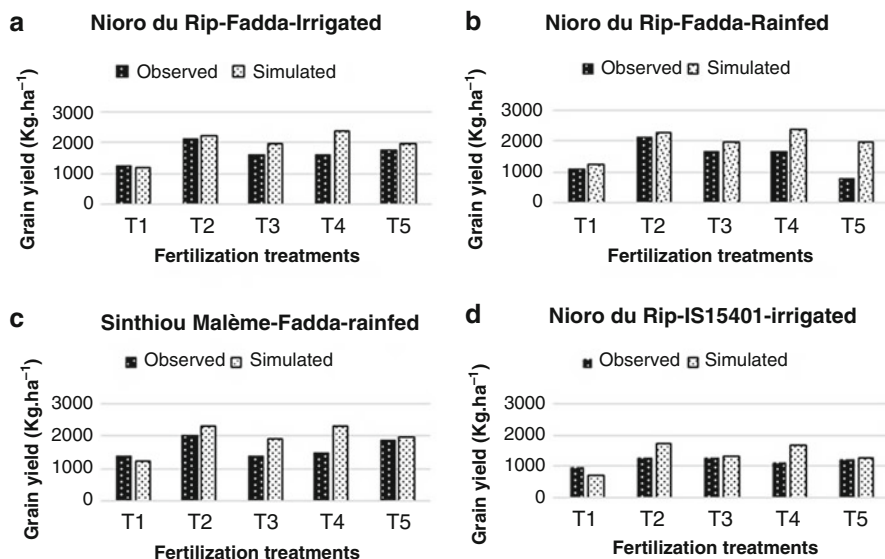 a Nioro du Rip-Fadda-Irrigated
Observed Simulated
Grain yield (Kg.ha⁻¹)
3000
2000
1000
0
T1 T2 T3 T4 T5
Fertilization treatments
b Nioro du Rip-Fadda-Rainfed
Observed Simulated
Grain yield (Kg.ha⁻¹)
3000
2000
1000
0
T1 T2 T3 T4 T5
Fertilization treatments
c Sinthiou Malème-Fadda-rainfed
Observed Simulated
Grain yield (Kg.ha⁻¹)
3000
2000
1000
0
T1 T2 T3 T4 T5
Fertilization treatments
d Nioro du Rip-IS15401-irrigated
Observed Simulated
Grain yield (Kg.ha⁻¹)
3000
2000
1000
0
T1 T2 T3 T4 T5
Fertilization treatments